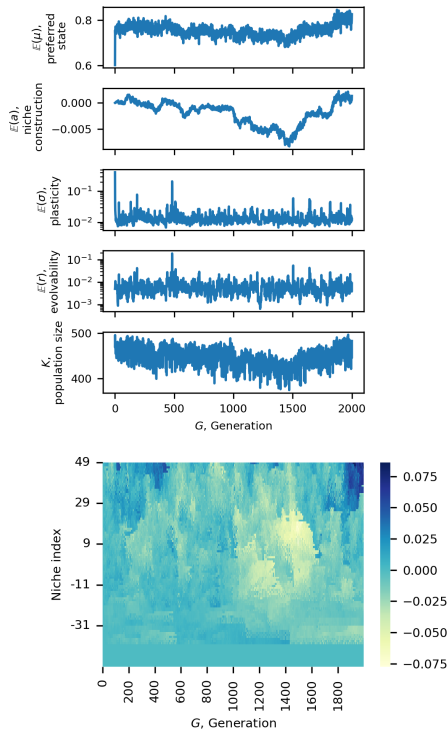 𝔼(μ),
preferred
state
0.8
0.6
𝔼(a),
niche
construction
0.000
−0.005
𝔼(σ),
plasticity
10⁻¹
10⁻²
𝔼(r),
evolvability
10⁻¹
10⁻²
10⁻³
K,
population size
500
400
0 500 1000 1500 2000
G, Generation
Niche index
49
29
9
-11
-31
0 200 400 600 800 1000 1200 1400 1600 1800
G, Generation
0.075
0.050
0.025
0.000
−0.025
−0.050
−0.075